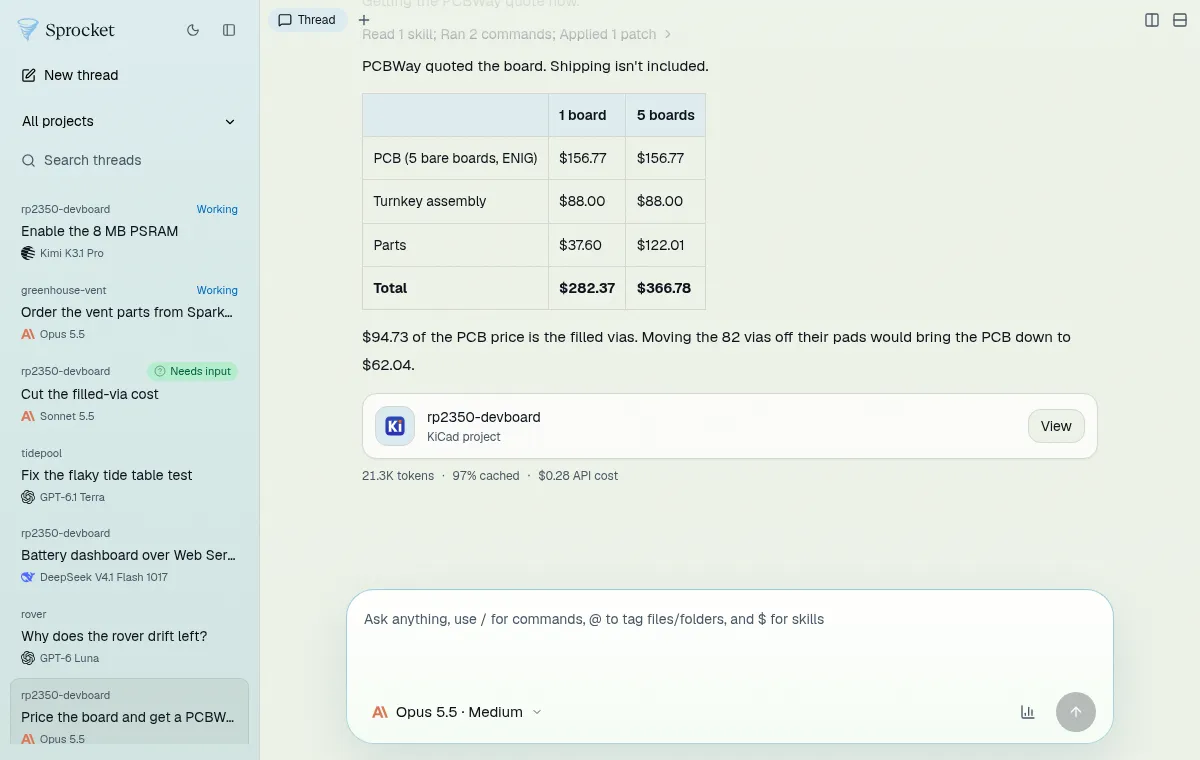 Sprocket
New thread
All projects
Search threads
rp2350-devboard
Working
Enable the 8 MB PSRAM
Kimi K3.1 Pro
greenhouse-vent
Working
Order the vent parts from Spark...
Opus 5.5
rp2350-devboard
Needs input
Cut the filled-via cost
Sonnet 5.5
tidepool
Fix the flaky tide table test
GPT-6.1 Terra
rp2350-devboard
Battery dashboard over Web Ser...
DeepSeek V4.1 Flash 1017
rover
Why does the rover drift left?
GPT-6 Luna
rp2350-devboard
Price the board and get a PCBW...
Opus 5.5
Thread
Getting the PCBWay quote now.
Read 1 skill; Ran 2 commands; Applied 1 patch
PCBWay quoted the board. Shipping isn't included.
1 board 5 boards
PCB (5 bare boards, ENIG) $156.77 $156.77
Turnkey assembly $88.00 $88.00
Parts $37.60 $122.01
Total $282.37 $366.78
$94.73 of the PCB price is the filled vias. Moving the 82 vias off their pads would bring the PCB down to
$62.04.
Ki
rp2350-devboard
KiCad project
View
21.3K tokens · 97% cached · $0.28 API cost
Ask anything, use / for commands, @ to tag files/folders, and $ for skills
Opus 5.5 · Medium